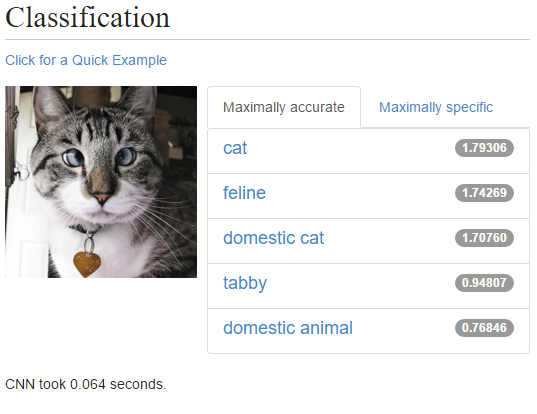 Classification
Click for a Quick Example
Maximally accurate Maximally specific
cat 1.79306
feline 1.74269
domestic cat 1.70760
tabby 0.94807
domestic animal 0.76846
CNN took 0.064 seconds.